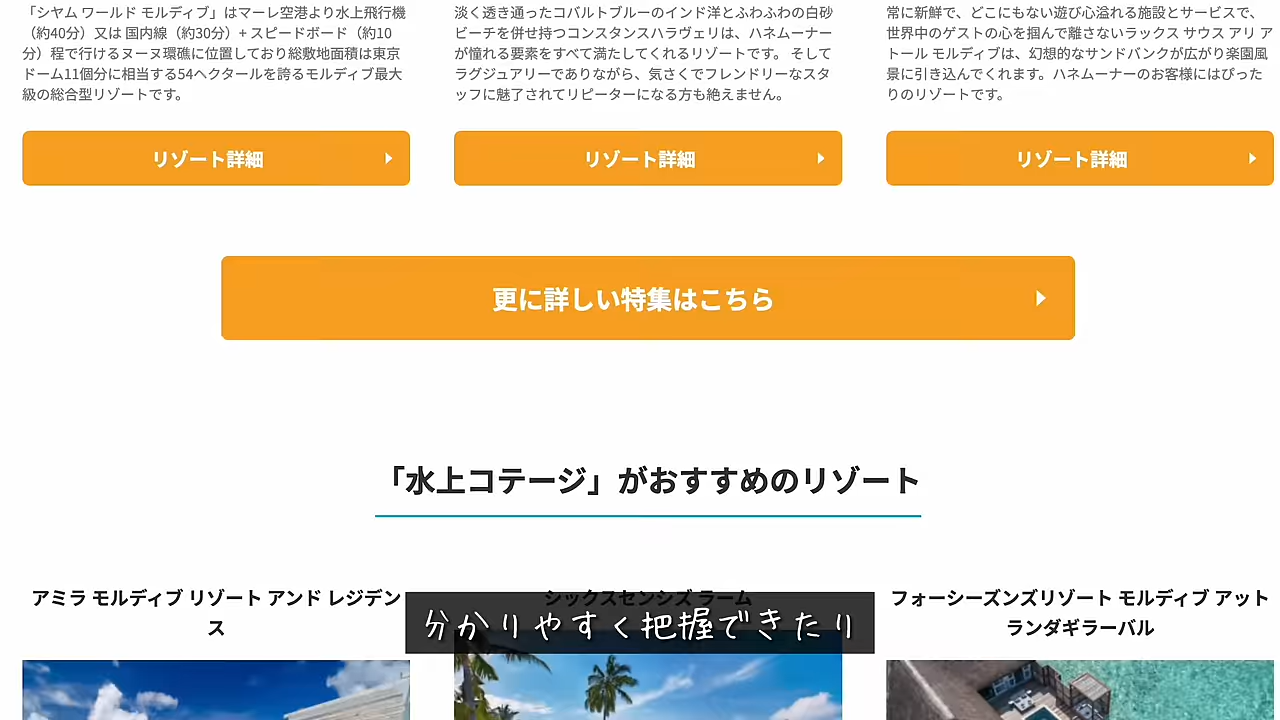 「シヤム ワールド モルディブ」はマーレ空港より水上飛行機
（約40分）又は 国内線（約30分）+ スピードボード（約10
分）程で行けるヌーヌ環礁に位置しており総敷地面積は東京
ドーム11個分に相当する54ヘクタールを誇るモルディブ最大
級の総合型リゾートです。
淡く透き通ったコバルトブルーのインド洋とふわふわの白砂
ビーチを併せ持つコンスタンスハラヴェリは、ハネムーナー
が憧れる要素をすべて満たしてくれるリゾートです。 そして
ラグジュアリーでありながら、気さくでフレンドリーなスタ
ッフに魅了されてリピーターになる方も絶えません。
常に新鮮で、どこにもない遊び心溢れる施設とサービスで、
世界中のゲストの心を掴んで離さないラックス サウス アリ ア
トール モルディブは、幻想的なサンドバンクが広がり楽園風
景に引き込んでくれます。ハネムーナーのお客様にはぴった
りのリゾートです。
リゾート詳細
リゾート詳細
リゾート詳細
更に詳しい特集はこちら
「水上コテージ」がおすすめのリゾート
アミラ モルディブ リゾート アンド レジデン
ス
シックスセンシズ ラーム
フォーシーズンズリゾート モルディブ アット
ランダギラーバル
分かりやすく把握できたり